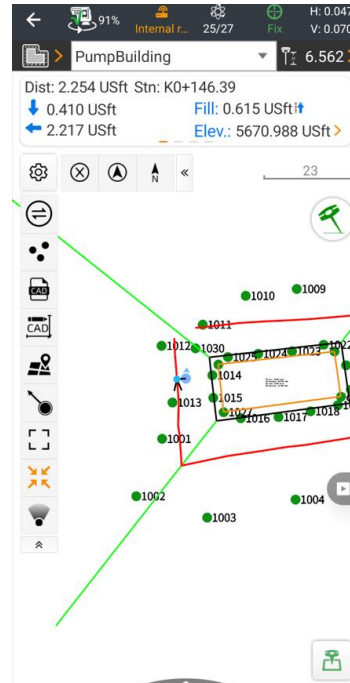 91%
Internal r...
25/27
Fix
H: 0.047
V: 0.070
PumpBuilding
6.562
Dist: 2.254 USft Stn: K0+146.39
0.410 USft
Fill: 0.615 USft
2.217 USft
Elev.: 5670.988 USft
N
23
CAD
CAD
1010
1009
1011
1012
1030
1025
1024
1023
1022
1014
1013
1015
1027
1016
1017
1018
1001
1002
1004
1003